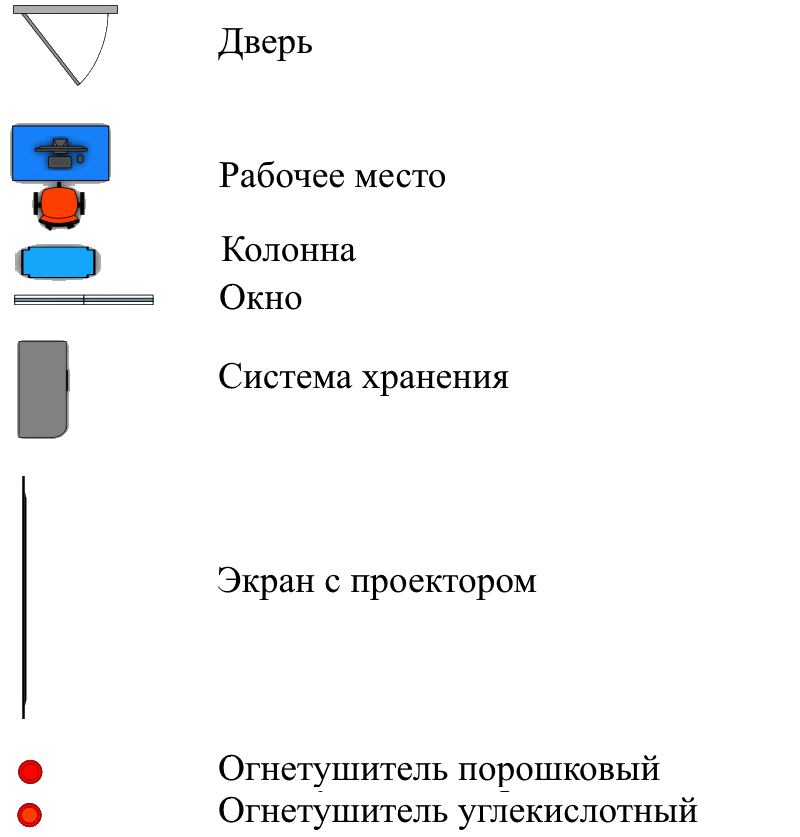 Дверь
Рабочее место
Колонна
Окно
Система хранения
Экран с проектором
Огнетушитель порошковый
Огнетушитель углекислотный